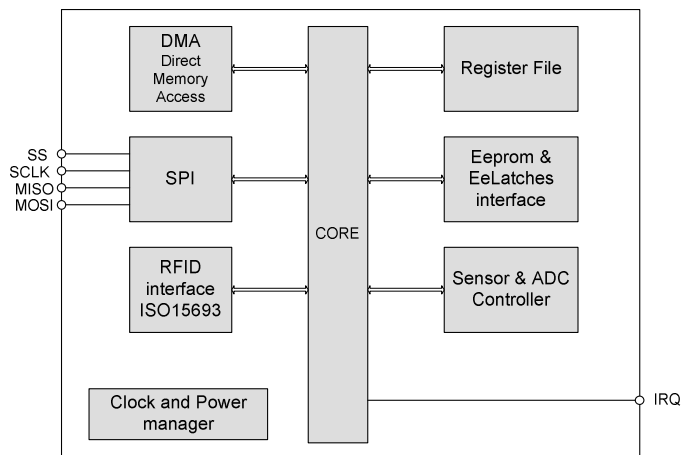 DMA
Direct
Memory
Access
Register File
SS
SCLK
MISO
MOSI
SPI
Eeprom &
EeLatches
interface
CORE
RFID
interface
ISO15693
Sensor & ADC
Controller
Clock and Power
manager
IRQ